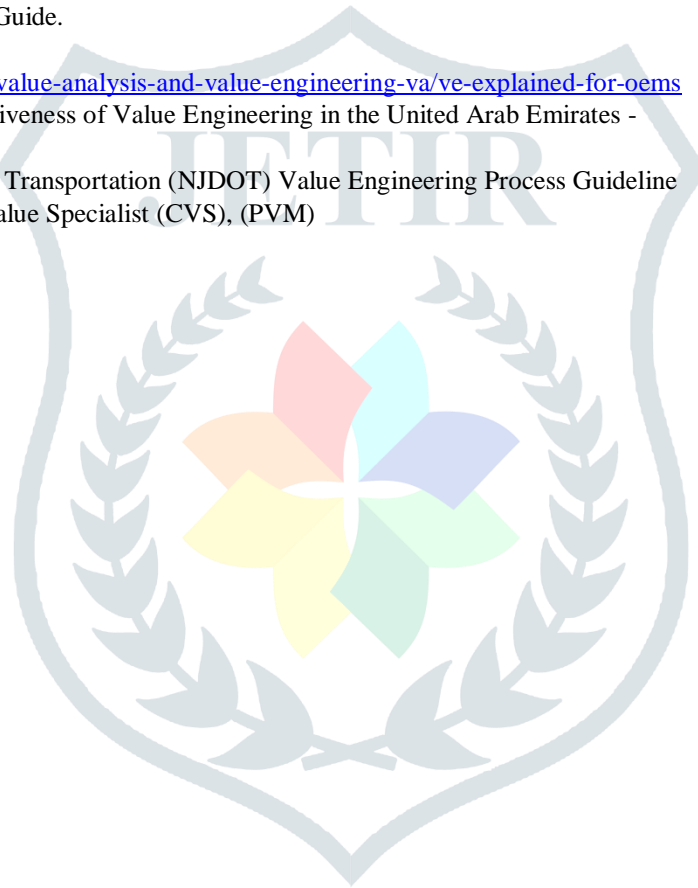 Guide.
value-analysis-and-value-engineering-va/ve-explained-for-oems
iveness of Value Engineering in the United Arab Emirates -
JETIR
Transportation (NJDOT) Value Engineering Process Guideline
alue Specialist (CVS), (PVM)